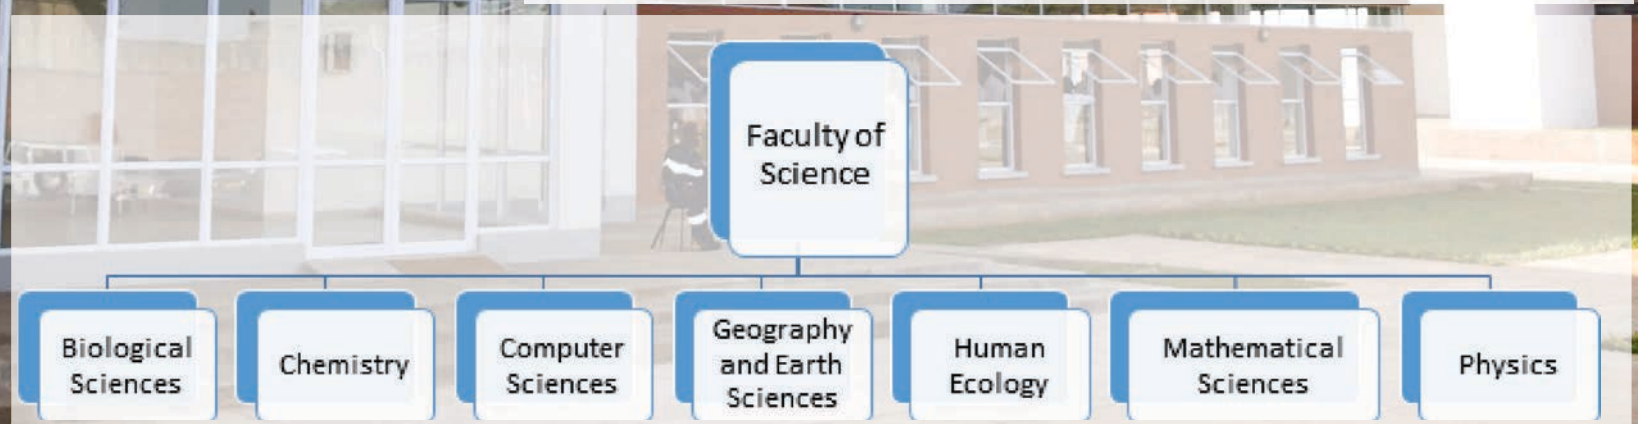 Faculty of
Science
Biological
Sciences
Chemistry
Computer
Sciences
Geography
and Earth
Sciences
Human
Ecology
Mathematical
Sciences
Physics